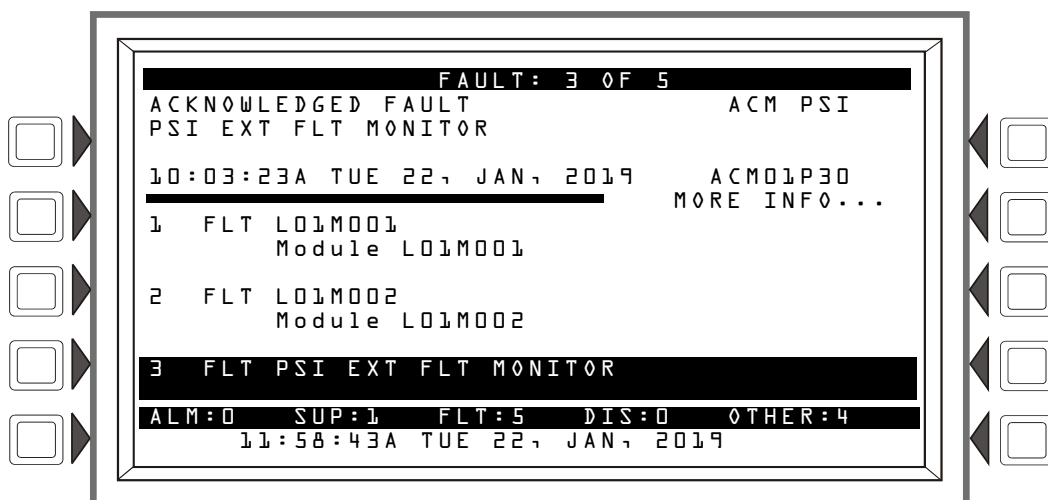 FAULT: 3 OF 5
ACKNOWLEDGED FAULT ACM PSI
PSI EXT FLT MONITOR
10:03:23A TUE 22, JAN, 2019 ACM01P30
MORE INFO...
1 FLT L01M001
Module L01M001
2 FLT L01M002
Module L01M002
3 FLT PSI EXT FLT MONITOR
ALM:0 SUP:1 FLT:5 DIS:0 OTHER:4
11:58:43A TUE 22, JAN, 2019